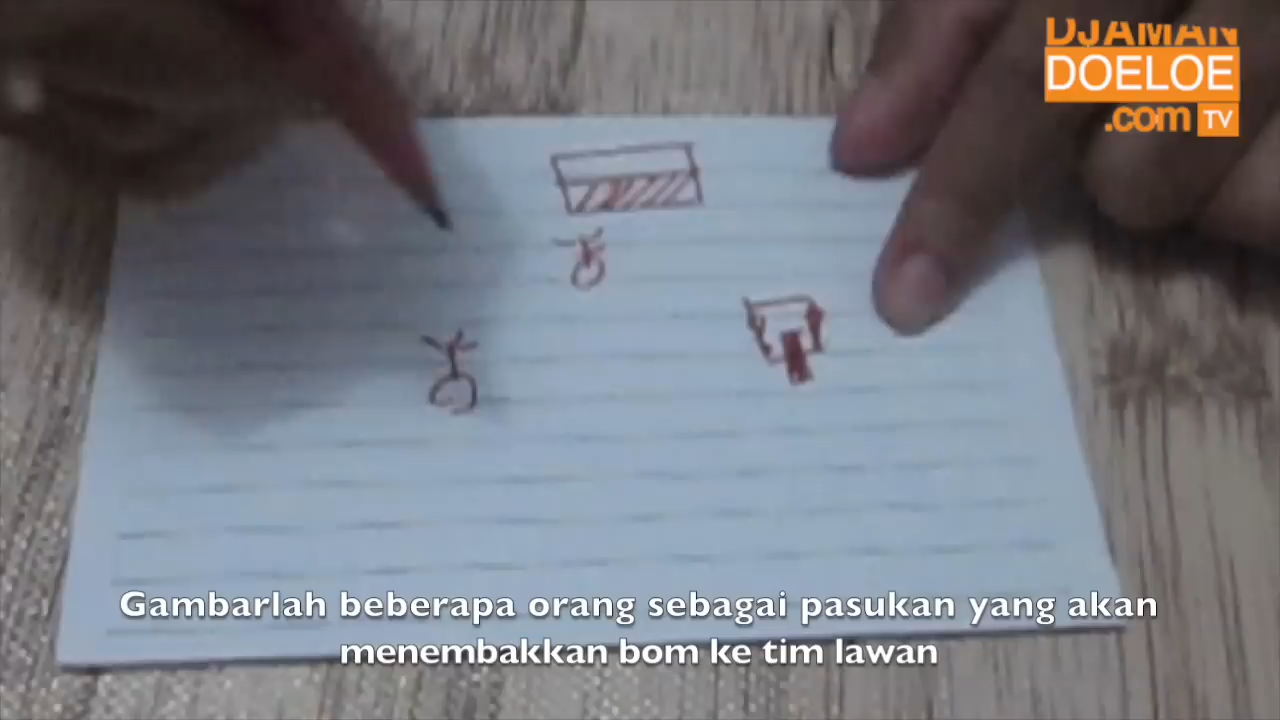 DJAMAN
DOELOE
.com TV
Gambarlah beberapa orang sebagai pasukan yang akan
menembakkan bom ke tim lawan